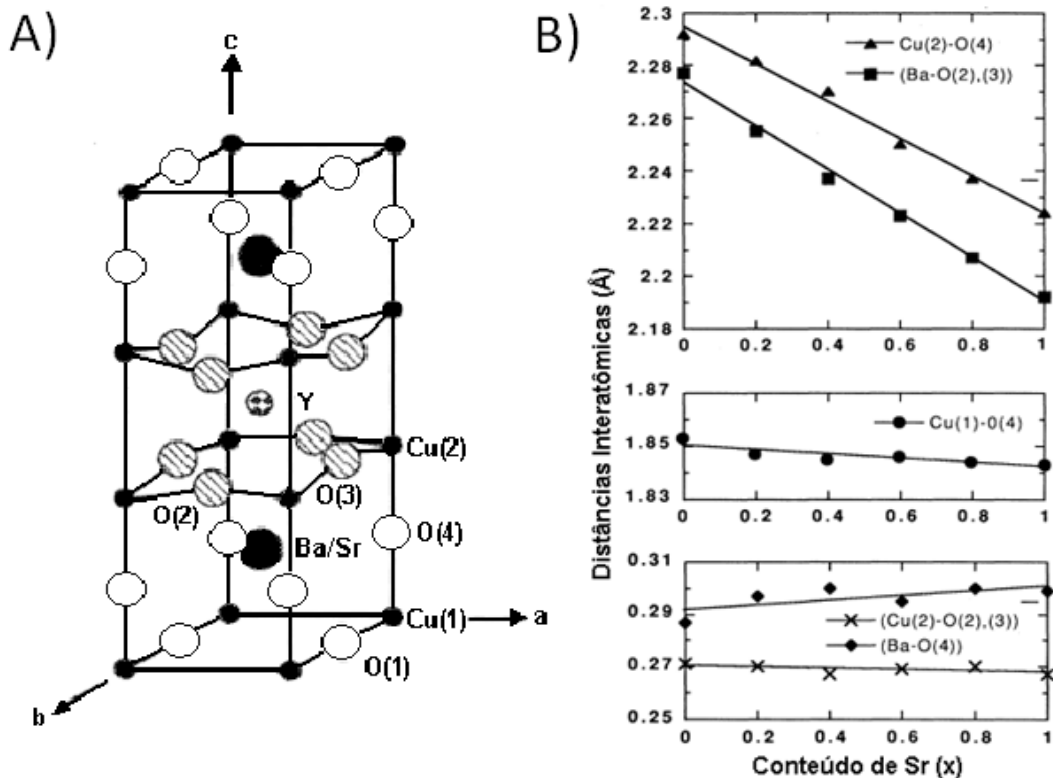 A)
c
Y
Cu(2)
O(3)
O(2)
O(4)
Ba/Sr
Cu(1)
a
O(1)
b
B)
Distâncias Interatômicas (Å)
2.3
2.28
2.26
2.24
2.22
2.2
2.18
Cu(2)-O(4)
(Ba-O(2),(3))
0 0.2 0.4 0.6 0.8 1
1.87
1.85
1.83
Cu(1)-0(4)
0 0.2 0.4 0.6 0.8 1
0.31
0.29
0.27
0.25
(Cu(2)-O(2),(3))
(Ba-O(4))
0 0.2 0.4 0.6 0.8 1
Conteúdo de Sr (x)